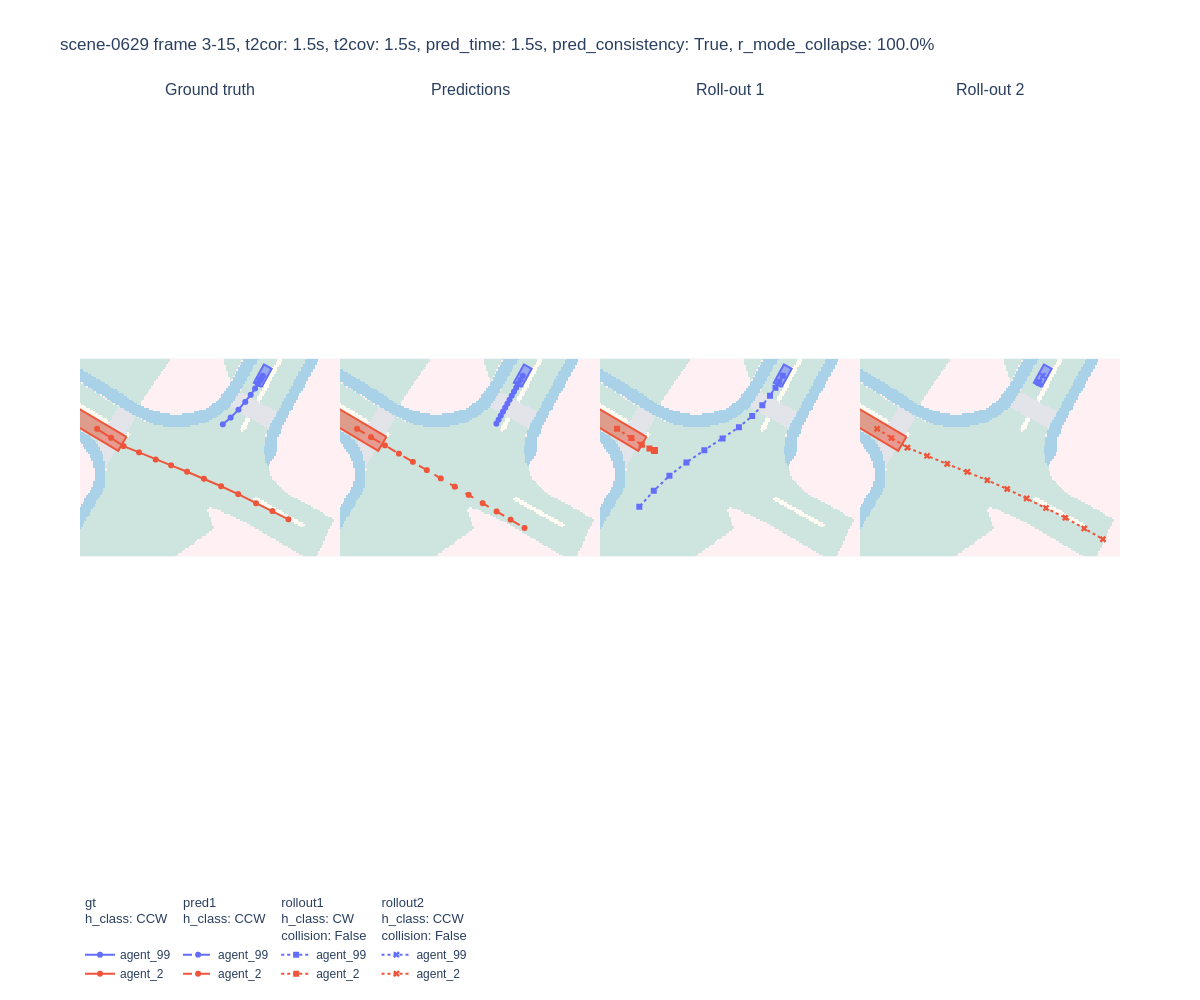 scene-0629 frame 3-15, t2cor: 1.5s, t2cov: 1.5s, pred_time: 1.5s, pred_consistency: True, r_mode_collapse: 100.0%
Ground truth
Predictions
Roll-out 1
Roll-out 2
gt
h_class: CCW
agent_99
agent_2
pred1
h_class: CCW
agent_99
agent_2
rollout1
h_class: CW
collision: False
agent_99
agent_2
rollout2
h_class: CCW
collision: False
agent_99
agent_2